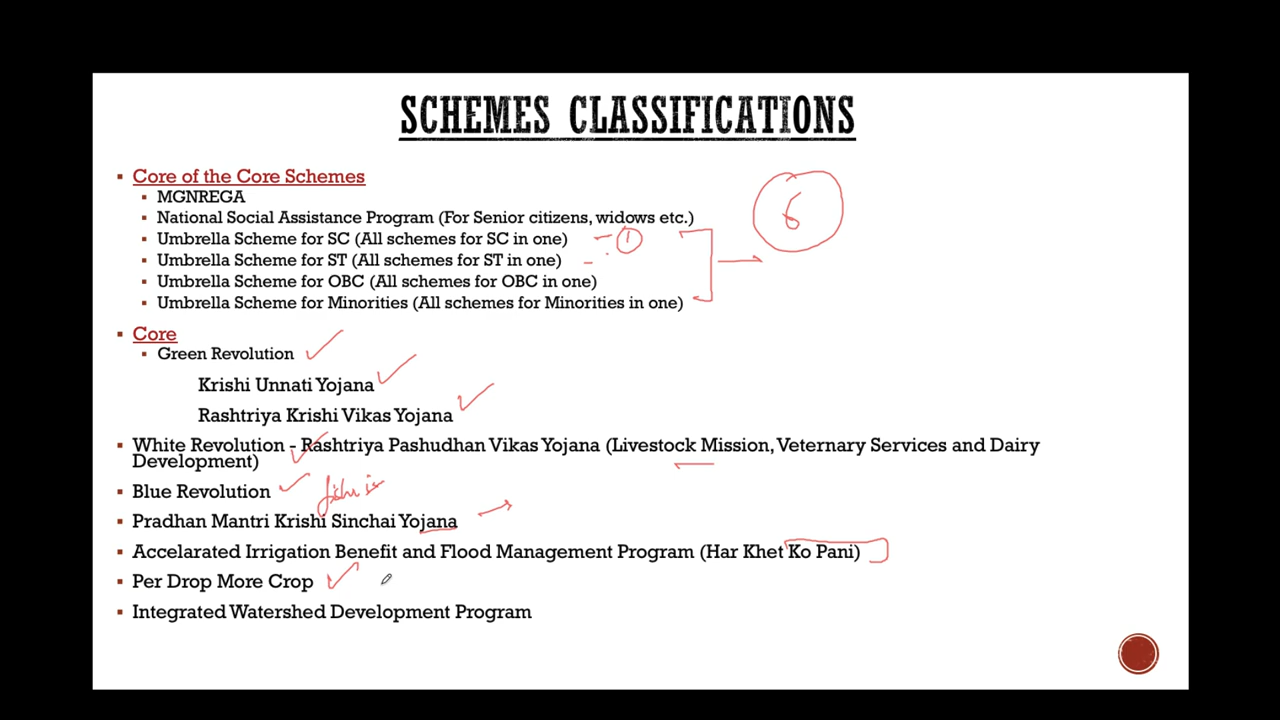 SCHEMES CLASSIFICATIONS
Core of the Core Schemes
MGNREGA
National Social Assistance Program (For Senior citizens, widows etc.)
6
Umbrella Scheme for SC (All schemes for SC in one)
1
Umbrella Scheme for ST (All schemes for ST in one)
Umbrella Scheme for OBC (All schemes for OBC in one)
Umbrella Scheme for Minorities (All schemes for Minorities in one)
Core
Green Revolution
Krishi Unnati Yojana
Rashtriya Krishi Vikas Yojana
White Revolution - Rashtriya Pashudhan Vikas Yojana (Livestock Mission, Veternary Services and Dairy
Development)
Blue Revolution
Pradhan Mantri Krishi Sinchai Yojana
Accelarated Irrigation Benefit and Flood Management Program (Har Khet Ko Pani)
Per Drop More Crop
Integrated Watershed Development Program